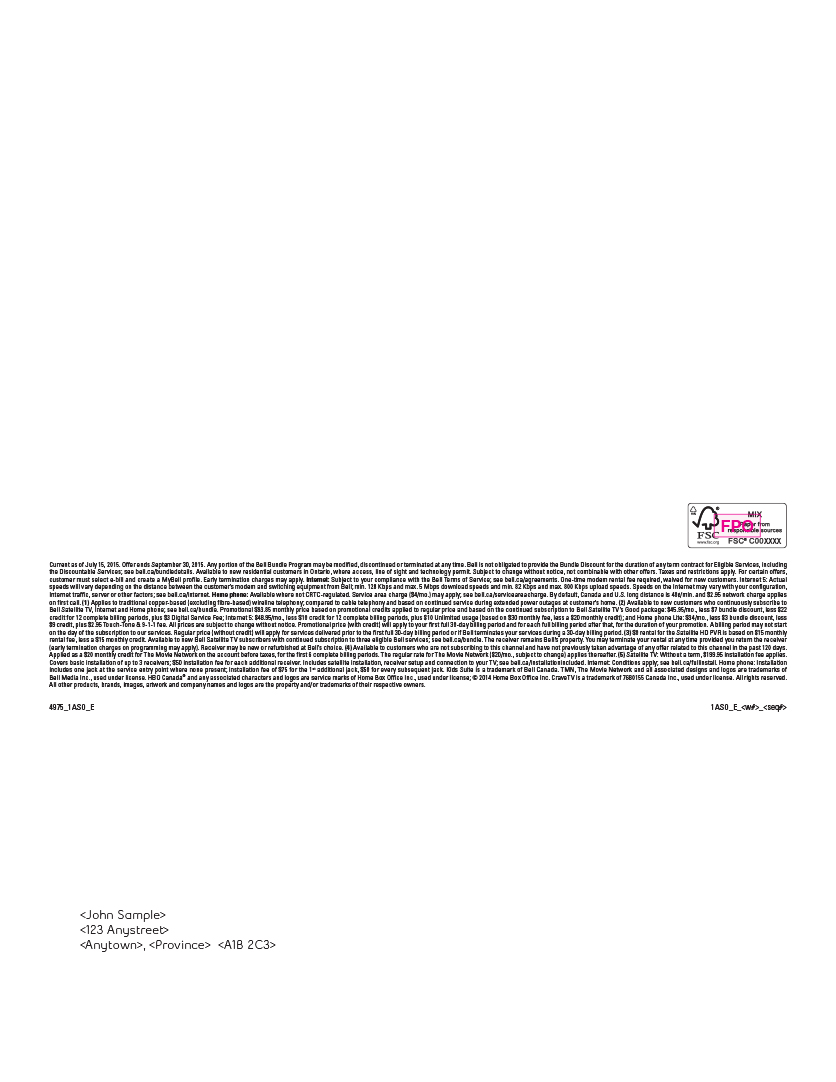 MIX
Paper from
responsible sources
FPO
FSC
www.fsc.org
FSC® C00XXXX
Current as of July 15, 2015. Offer ends September 30, 2015. Any portion of the Bell Bundle Program may be modified, discontinued or terminated at any time. Bell is not obligated to provide the Bundle Discount for the duration of any term contract for Eligible Services, including
the Discountable Services; see bell.ca/bundledetails. Available to new residential customers in Ontario, where access, line of sight and technology permit. Subject to change without notice, not combinable with other offers. Taxes and restrictions apply. For certain offers,
customer must select e-bill and create a MyBell profile. Early termination charges may apply. Internet: Subject to your compliance with the Bell Terms of Service; see bell.ca/agreements. One-time modem rental fee required, waived for new customers. Internet 5: Actual
speeds will vary depending on the distance between the customer's modem and switching equipment from Bell; min. 128 Kbps and max. 5 Mbps download speeds and min. 82 Kbps and max. 800 Kbps upload speeds. Speeds on the Internet may vary with your configuration,
Internet traffic, server or other factors; see bell.ca/internet. Home phone: Available where not CRTC-regulated. Service area charge ($4/mo.) may apply; see bell.ca/serviceareacharge. By default, Canada and U.S. long distance is 48¢/min. and $2.95 network charge applies
on first call. (1) Applies to traditional copper-based (excluding fibre-based) wireline telephony; compared to cable telephony and based on continued service during extended power outages at customer's home. (2) Available to new customers who continuously subscribe to
Bell Satellite TV, Internet and Home phone; see bell.ca/bundle. Promotional $93.85 monthly price based on promotional credits applied to regular price and based on the continued subscription to Bell Satellite TV's Good package: $45.95/mo., less $7 bundle discount, less $22
credit for 12 complete billing periods, plus $3 Digital Service Fee; Internet 5: $48.95/mo., less $10 credit for 12 complete billing periods, plus $10 Unlimited usage (based on $30 monthly fee, less a $20 monthly credit); and Home phone Lite: $34/mo., less $3 bundle discount, less
$9 credit, plus $2.95 Touch-Tone & 9-1-1 fee. All prices are subject to change without notice. Promotional price (with credit) will apply to your first full 30-day billing period and for each full billing period after that, for the duration of your promotion. A billing period may not start
on the day of the subscription to our services. Regular price (without credit) will apply for services delivered prior to the first full 30-day billing period or if Bell terminates your services during a 30-day billing period. (3) $0 rental for the Satellite HD PVR is based on $15 monthly
rental fee, less a $15 monthly credit. Available to new Bell Satellite TV subscribers with continued subscription to three eligible Bell services; see bell.ca/bundle. The receiver remains Bell's property. You may terminate your rental at any time provided you return the receiver
(early termination charges on programming may apply). Receiver may be new or refurbished at Bell's choice. (4) Available to customers who are not subscribing to this channel and have not previously taken advantage of any offer related to this channel in the past 120 days.
Applied as a $20 monthly credit for The Movie Network on the account before taxes, for the first 6 complete billing periods. The regular rate for The Movie Network ($20/mo., subject to change) applies thereafter. (5) Satellite TV: Without a term, $199.95 installation fee applies.
Covers basic installation of up to 3 receivers; $50 installation fee for each additional receiver. Includes satellite installation, receiver setup and connection to your TV; see bell.ca/installationincluded. Internet: Conditions apply; see bell.ca/fullinstall. Home phone: Installation
includes one jack at the service entry point where none present; installation fee of $75 for the 1st additional jack, $50 for every subsequent jack. Kids Suite is a trademark of Bell Canada. TMN, The Movie Network and all associated designs and logos are trademarks of
Bell Media Inc., used under license. HBO Canada® and any associated characters and logos are service marks of Home Box Office Inc., used under license; © 2014 Home Box Office Inc. CraveTV is a trademark of 7680155 Canada Inc., used under license. All rights reserved.
All other products, brands, images, artwork and company names and logos are the property and/or trademarks of their respective owners.
4975_1ASO_E 1ASO_E_<w#>_<seq#>
<John Sample>
<123 Anystreet>
<Anytown>, <Province> <A1B 2C3>